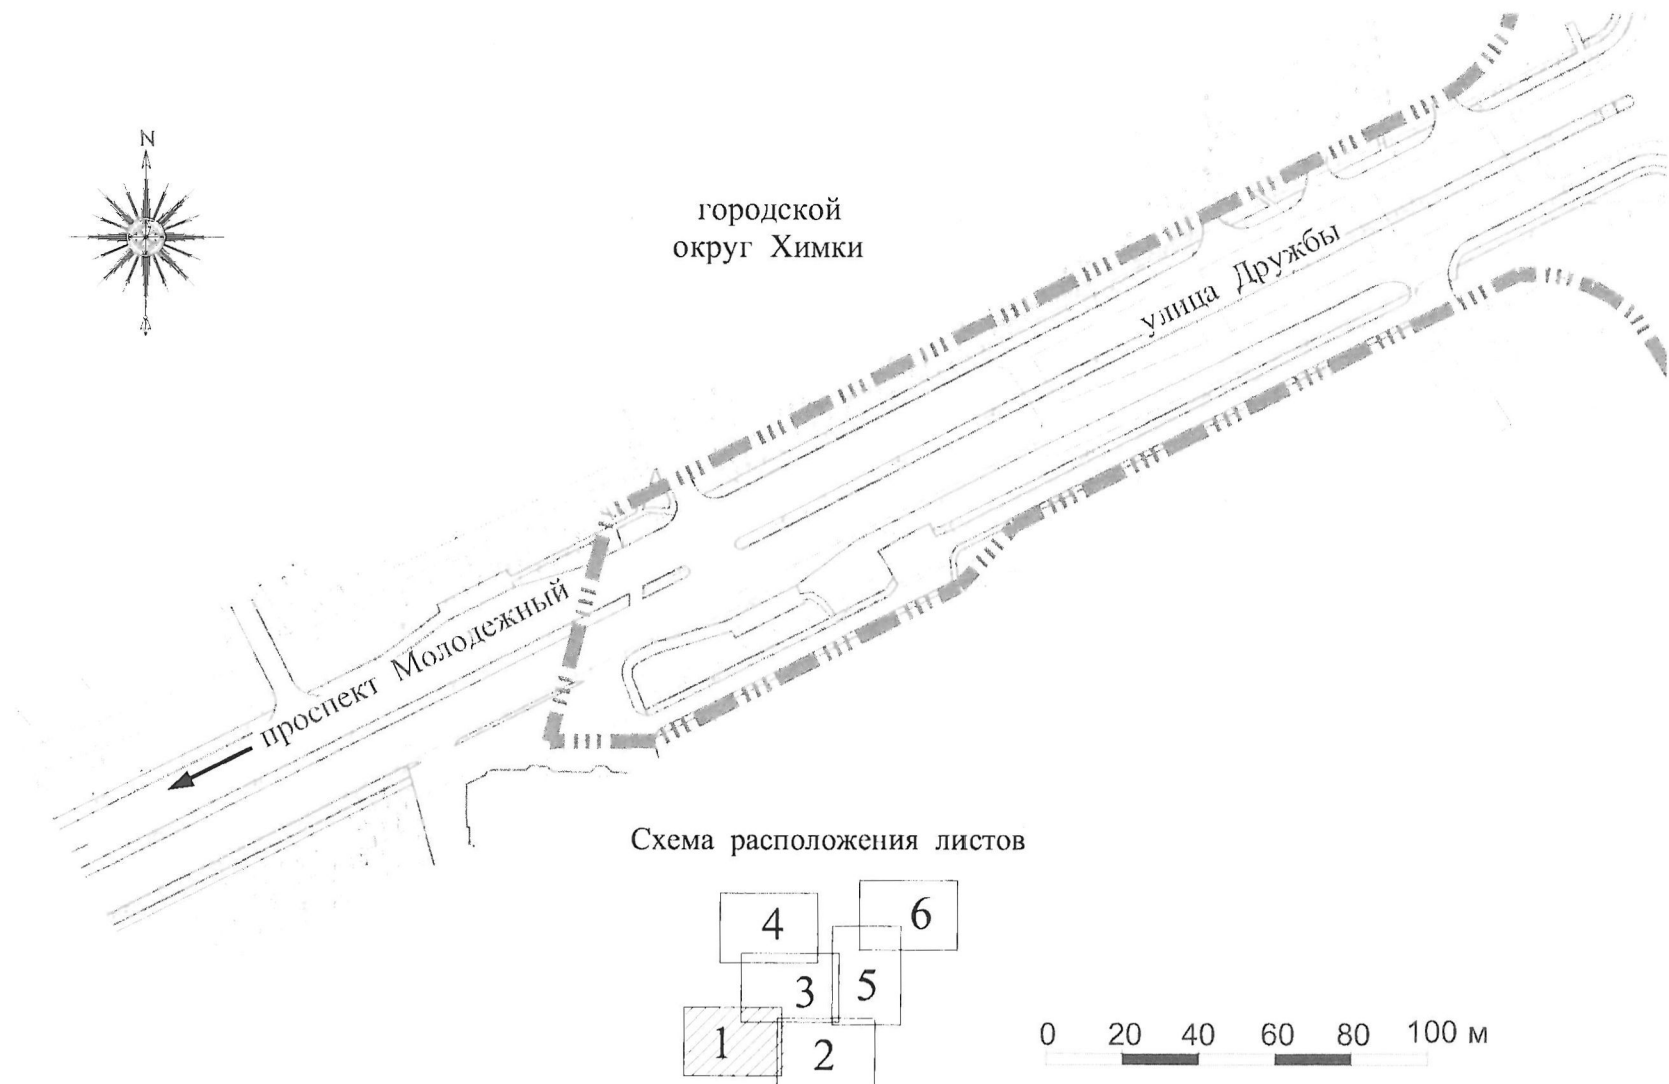 N
городской
округ Химки
улица Дружбы
проспект Молодежный
Схема расположения листов
4
6
3
5
1
2
0 20 40 60 80 100 м